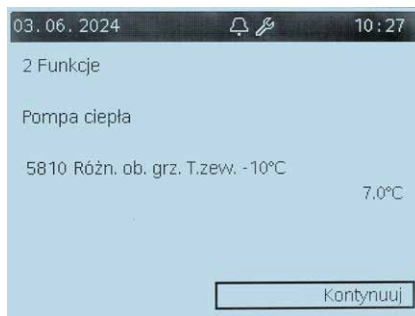 03.06.2024 10:27
2 Funkcje
Pompa ciepła
5810 Różn. ob. grz. T.zew. -10°C
7.0°C
Kontynuuj